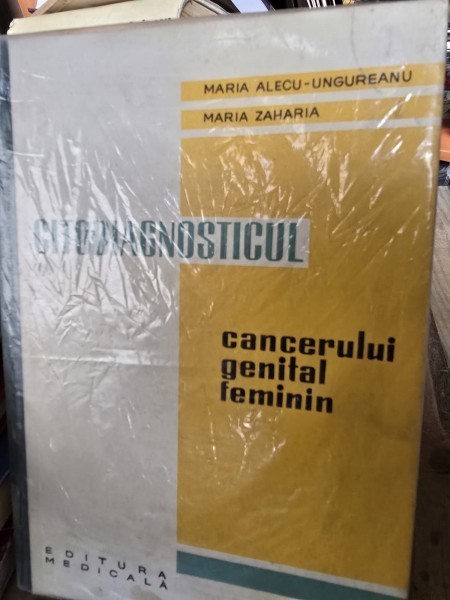 MARIA ALECU-UNGUREANU
MARIA ZAHARIA
CITODIAGNOSTICUL
cancerului
genital
feminin
EDITURA
MEDICALĂ